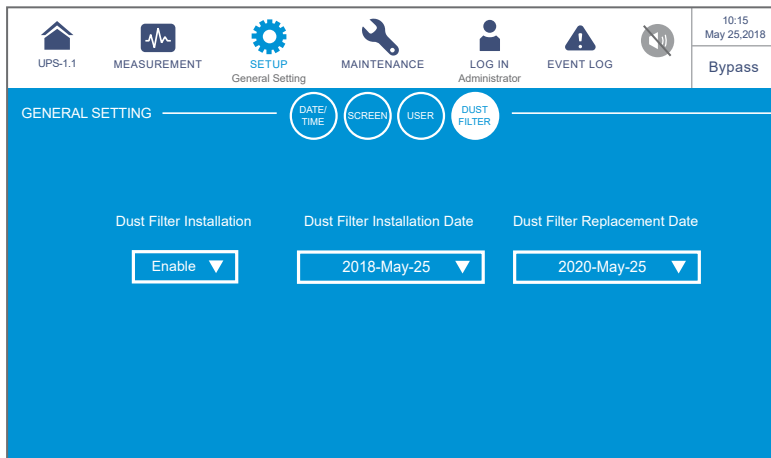 10:15
May 25,2018
UPS-1.1
MEASUREMENT
SETUP
General Setting
MAINTENANCE
LOG IN
Administrator
EVENT LOG
Bypass
GENERAL SETTING
DATE/
TIME
SCREEN
USER
DUST
FILTER
Dust Filter Installation
Dust Filter Installation Date
Dust Filter Replacement Date
Enable
2018-May-25
2020-May-25